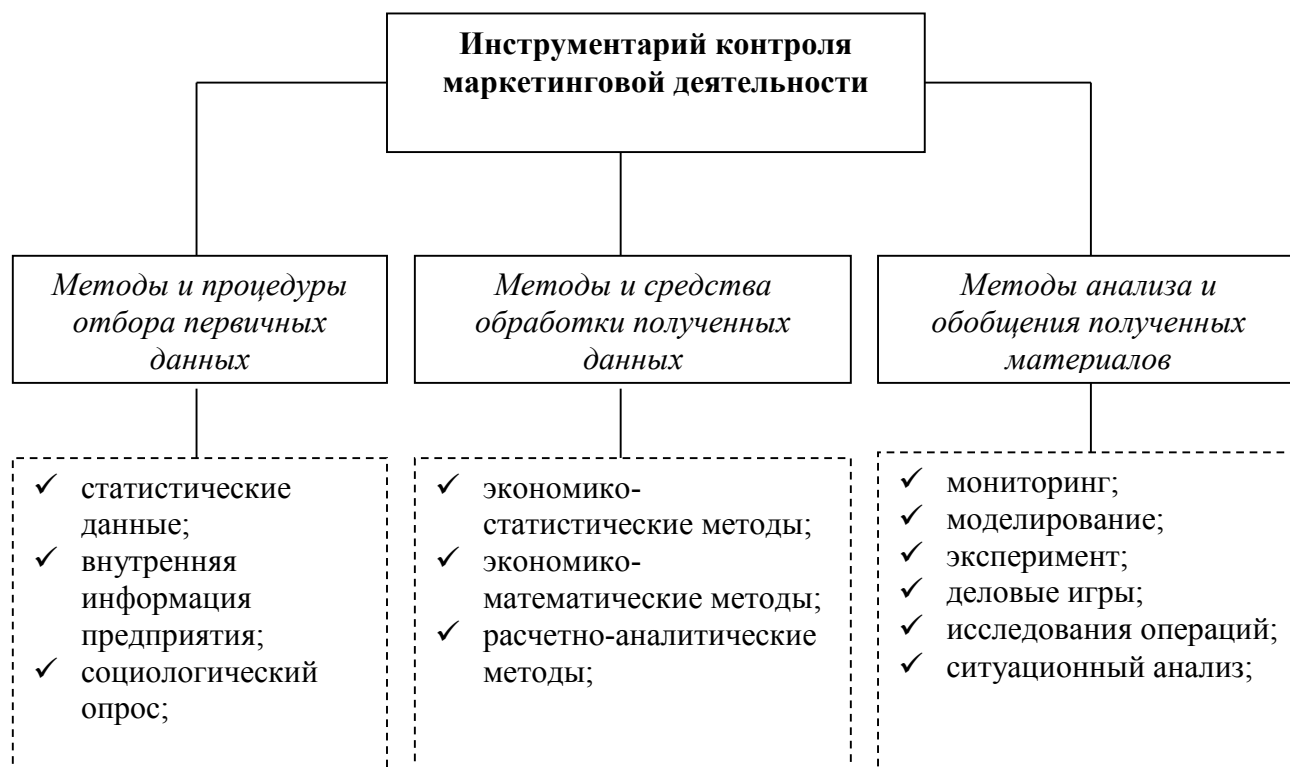 Инструментарий контроля
маркетинговой деятельности
Методы и процедуры
отбора первичных
данных
Методы и средства
обработки полученных
данных
Методы анализа и
обобщения полученных
материалов
статистические
данные;
внутренняя
информация
предприятия;
социологический
опрос;
экономико-
статистические методы;
экономико-
математические методы;
расчетно-аналитические
методы;
мониторинг;
моделирование;
эксперимент;
деловые игры;
исследования операций;
ситуационный анализ;